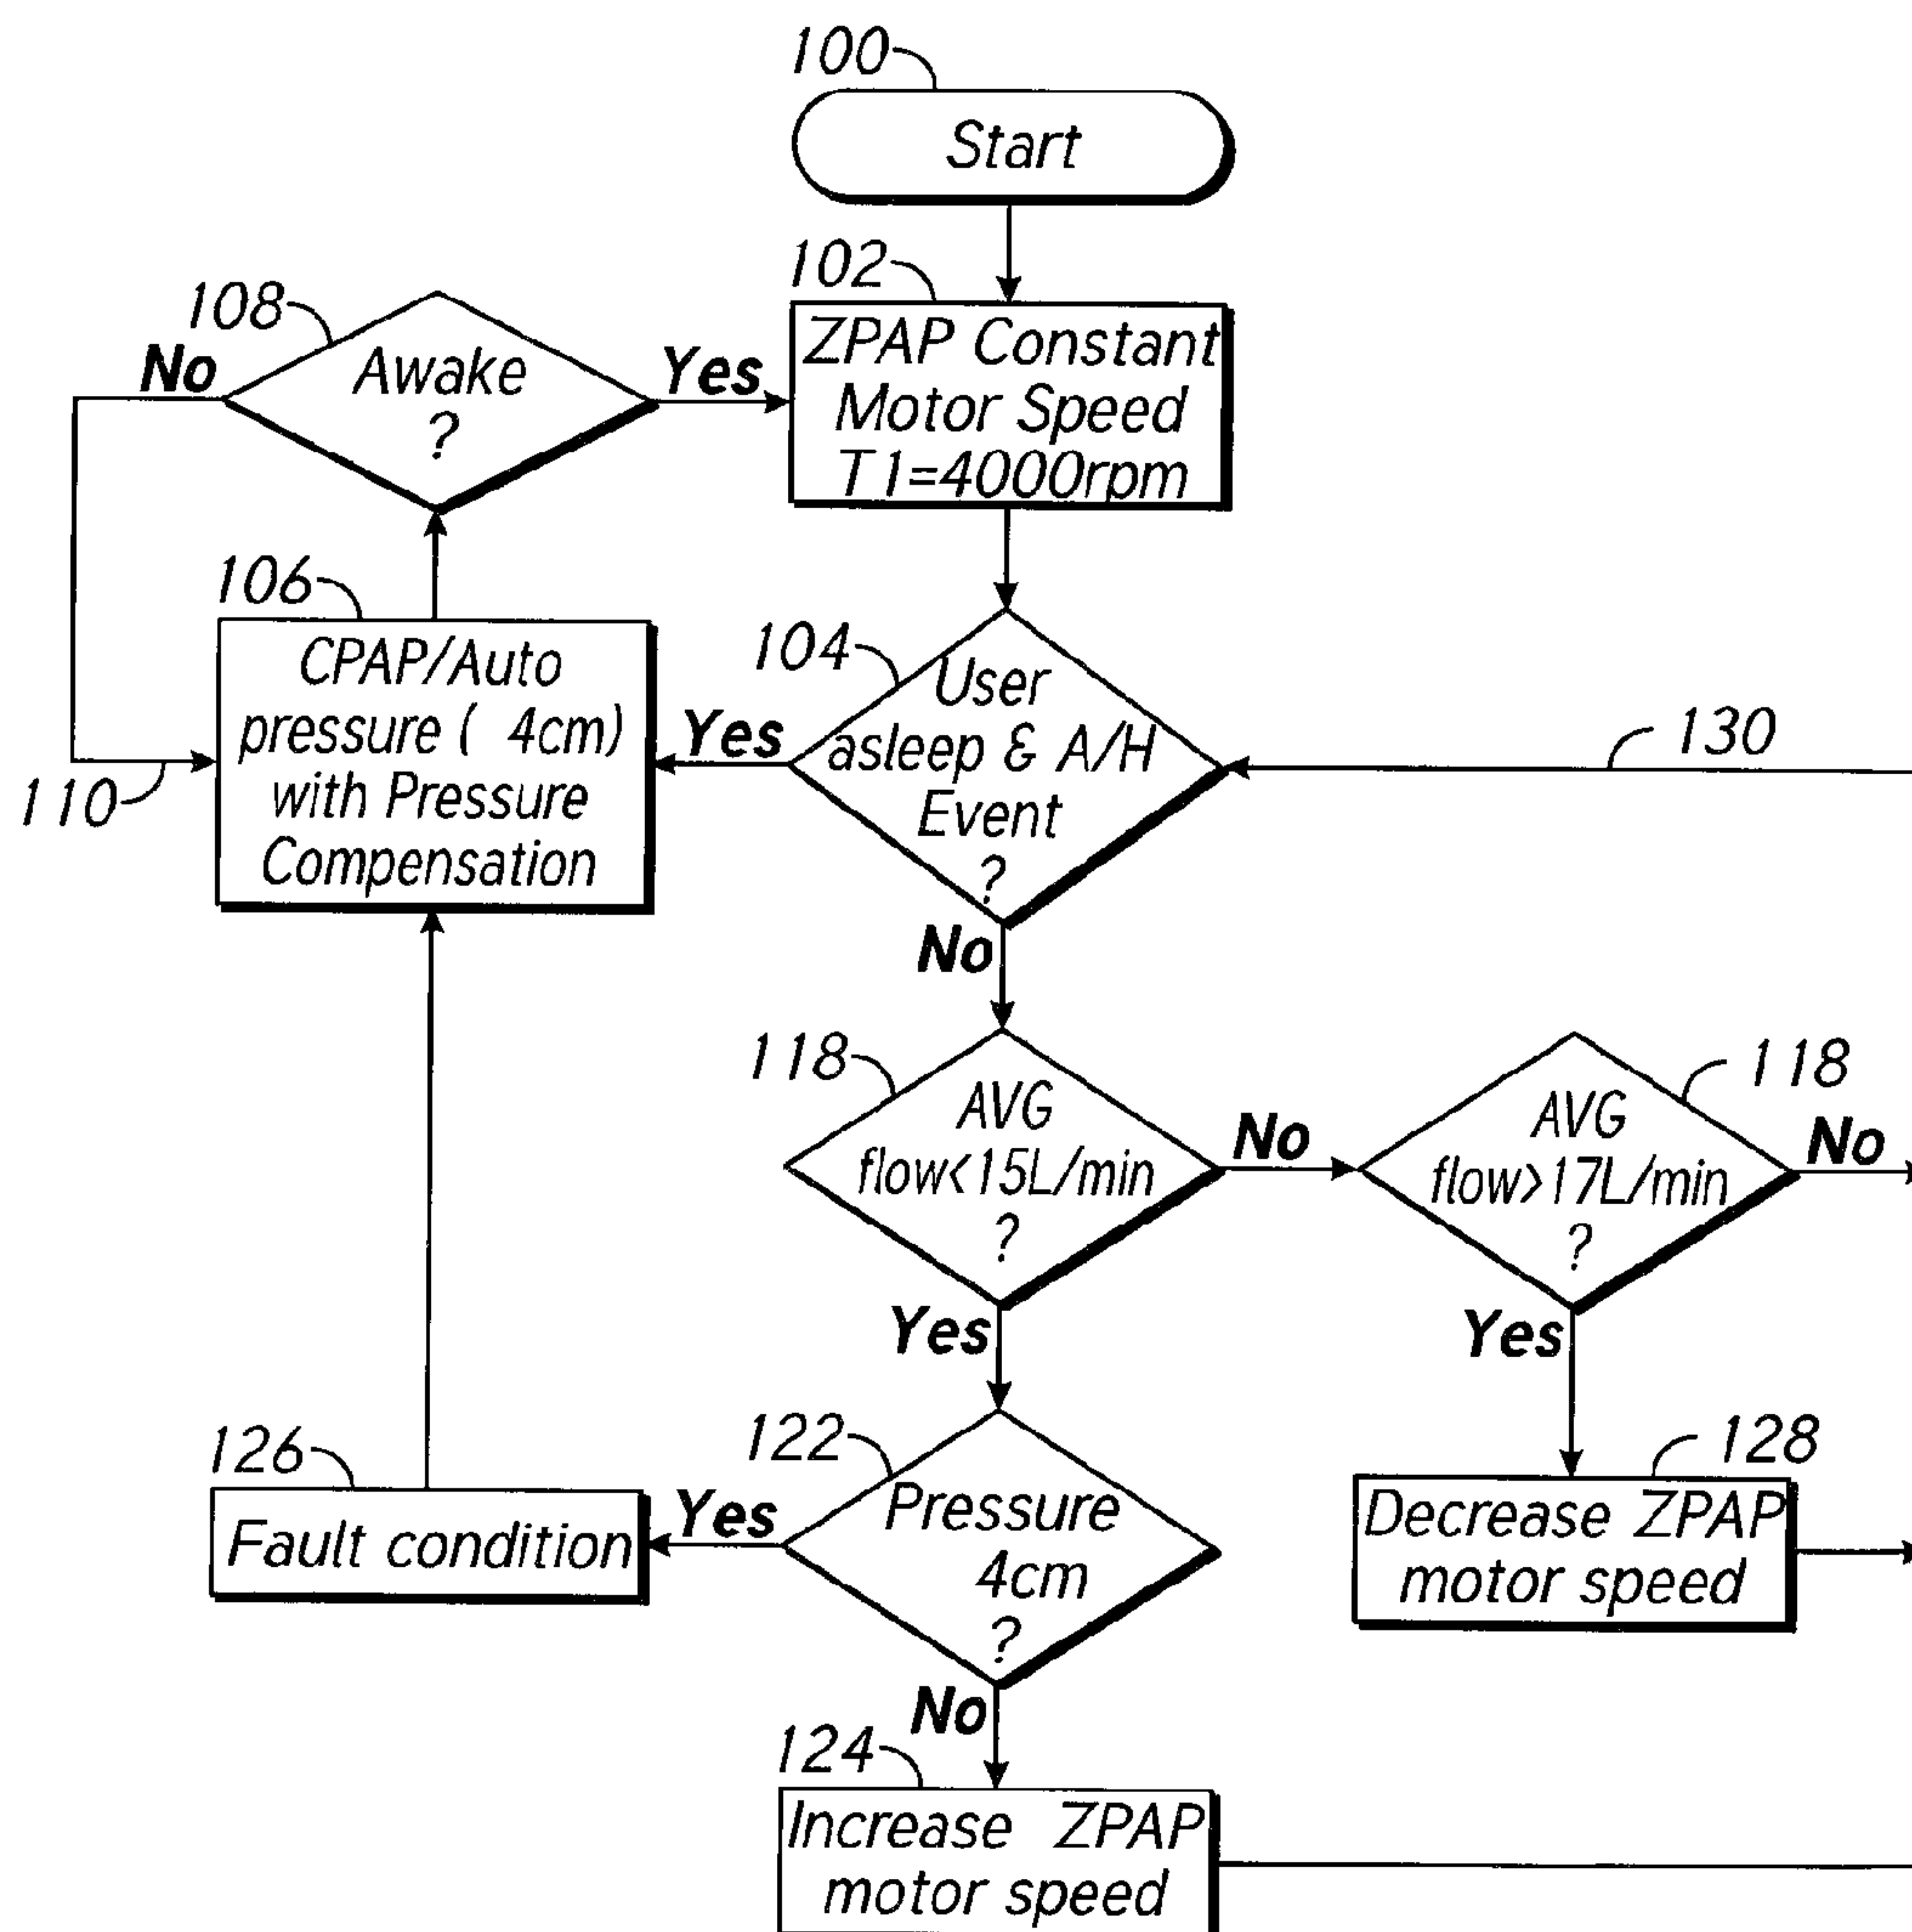 100
Start
102
ZPAP Constant
Motor Speed
T1=4000rpm
108
Awake
?
No
Yes
106
CPAP/Auto
pressure ( 4cm)
with Pressure
Compensation
110
104
User
asleep & A/H
Event
?
Yes
No
130
118
AVG
flow<15L/min
?
No
Yes
118
AVG
flow>17L/min
?
No
Yes
122
Pressure
4cm
?
Yes
No
126
Fault condition
128
Decrease ZPAP
motor speed
124
Increase ZPAP
motor speed